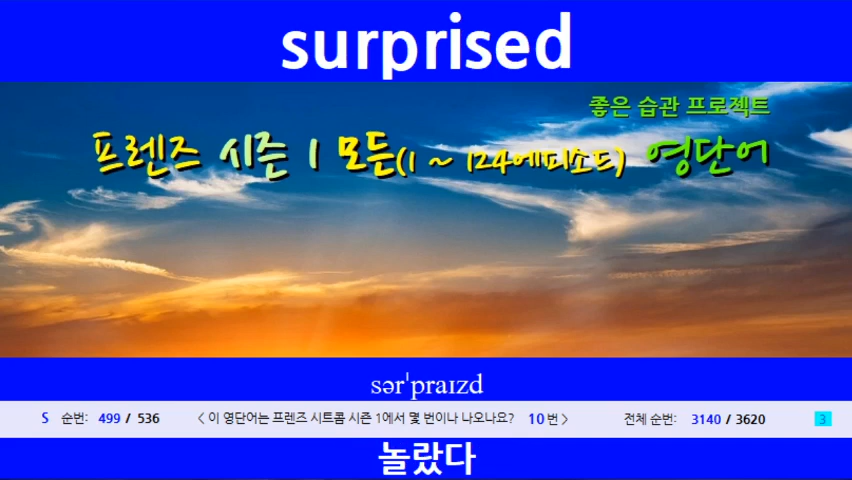 surprised
좋은 습관 프로젝트
프렌즈 시즌 1 모든(1 ~ 124에피소드) 영단어
sərˈpraɪzd
S 순번: 499 / 536 < 이 영단어는 프렌즈 시트콤 시즌 1에서 몇 번이나 나오나요? 10 번 > 전체 순번: 3140 / 3620 3
놀랐다